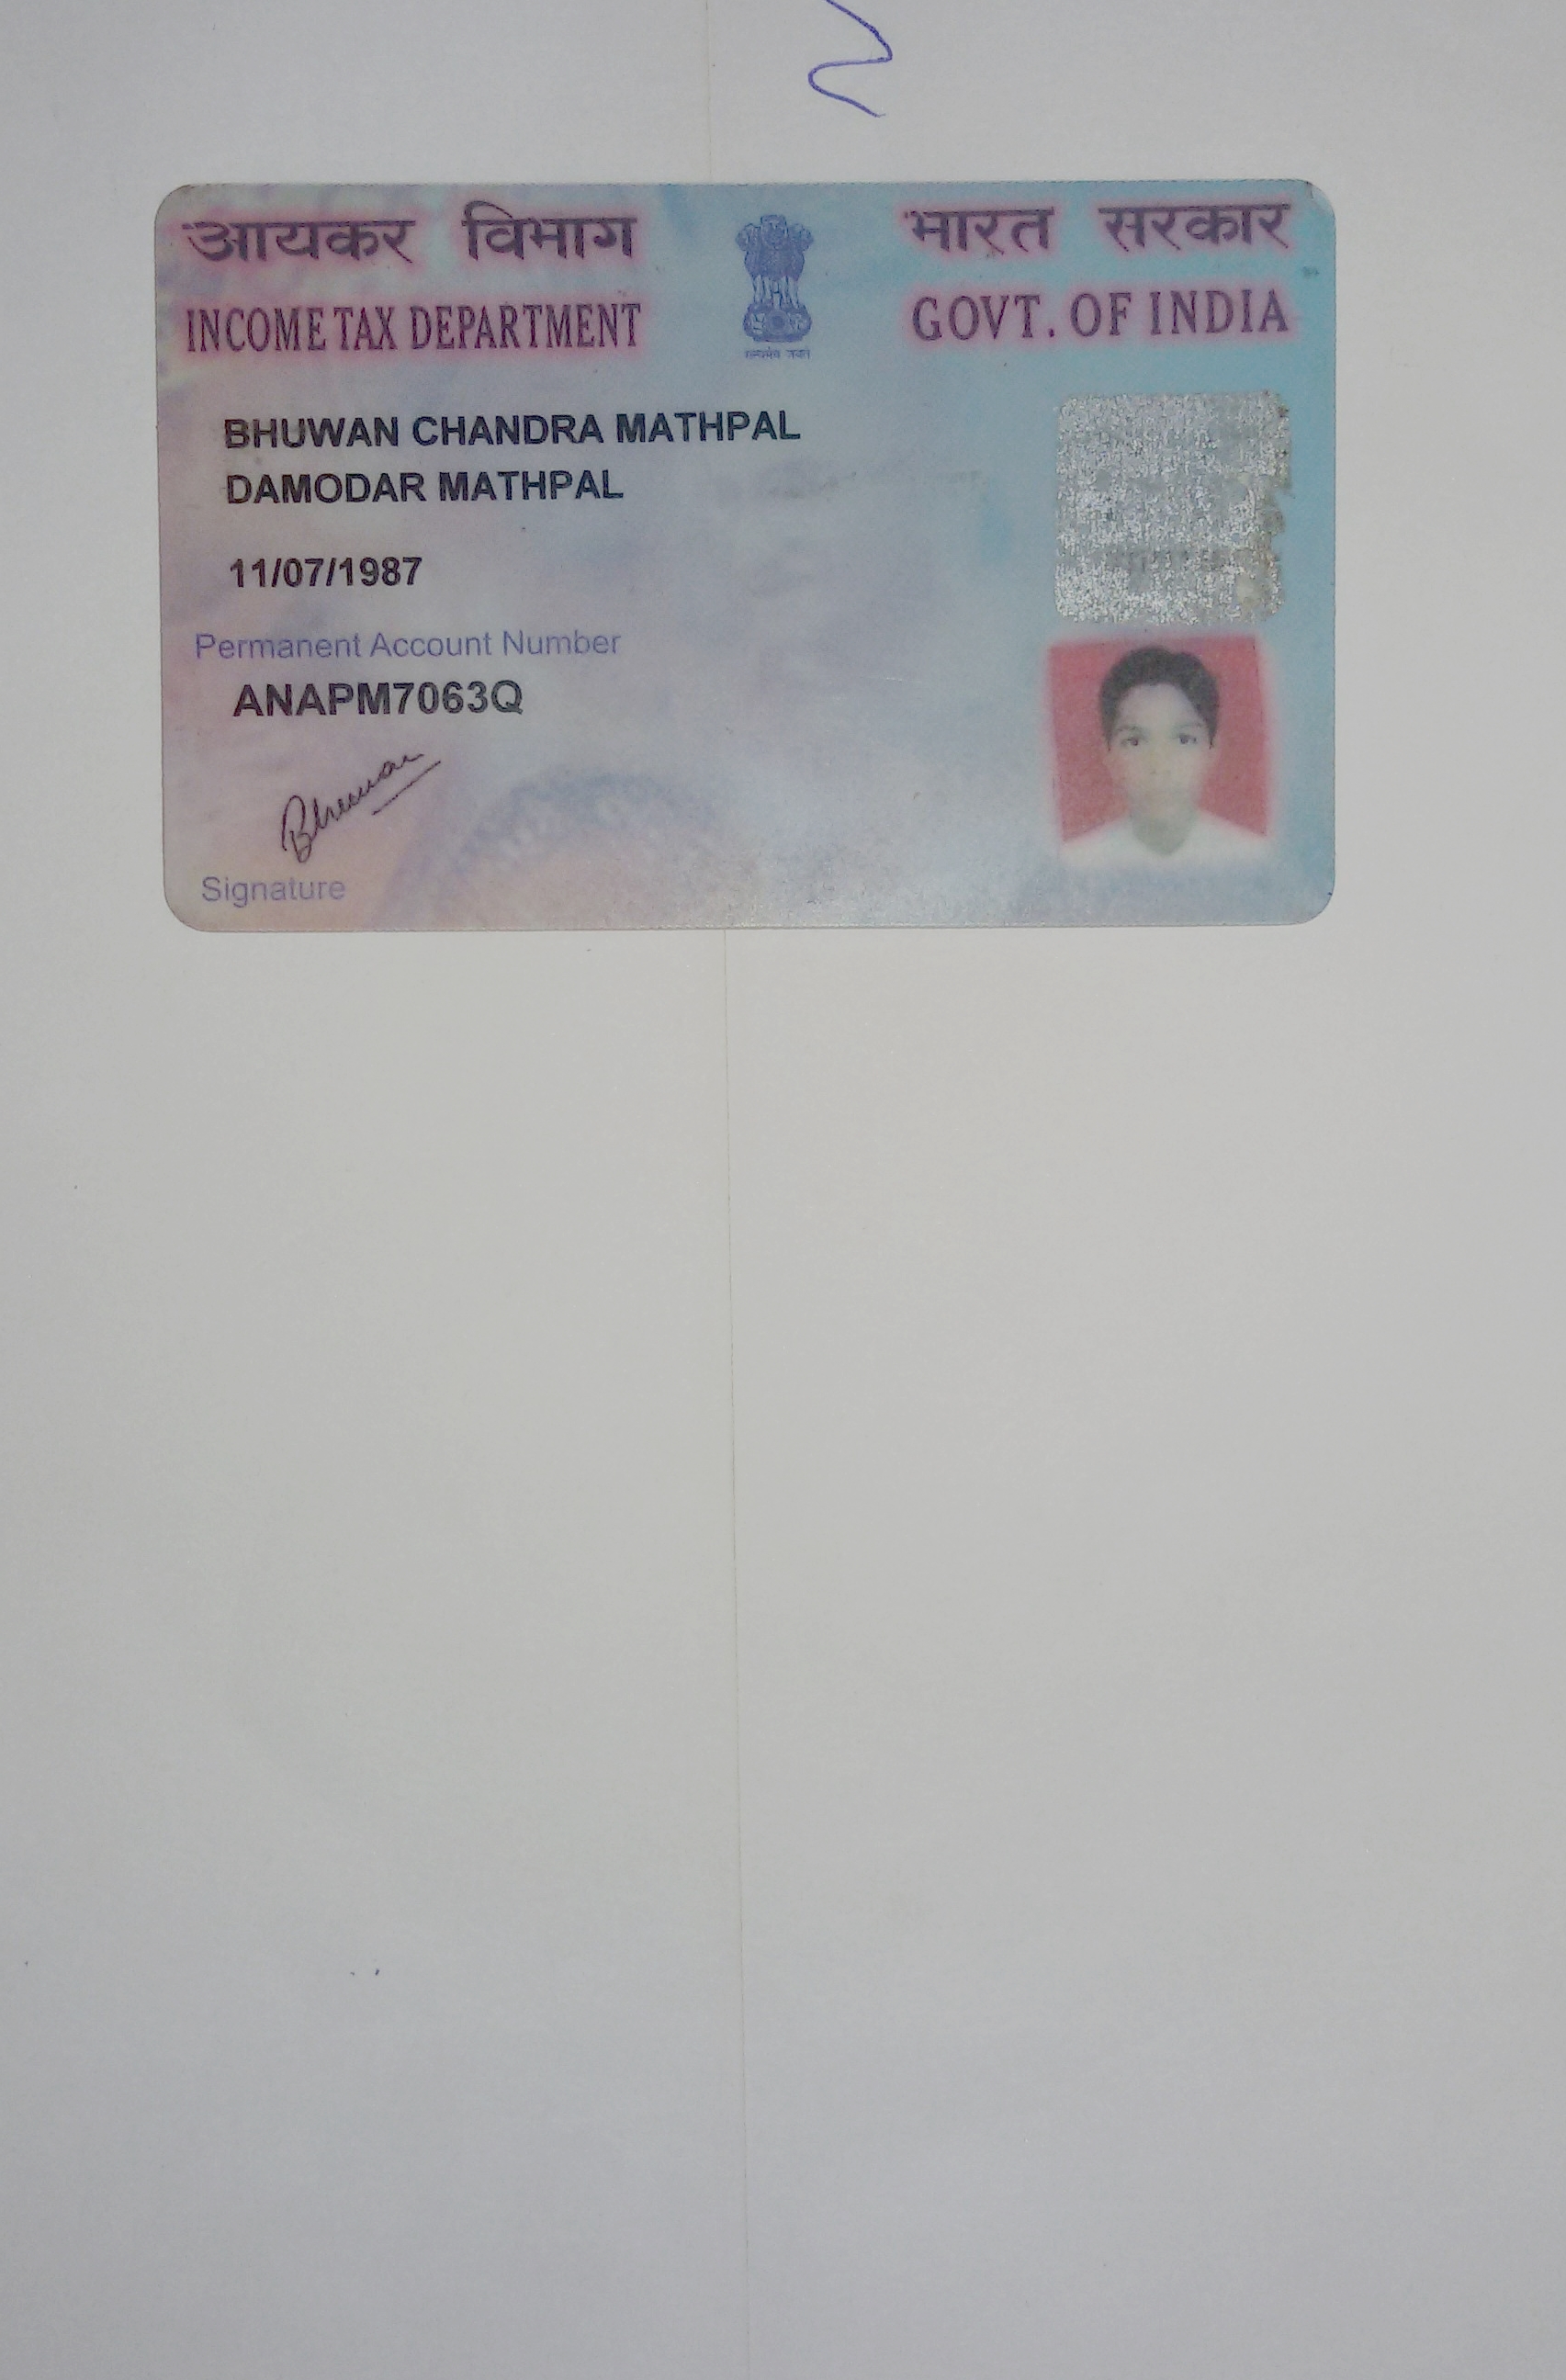 आयकर विभाग
भारत सरकार
INCOME TAX DEPARTMENT
GOVT. OF INDIA
सत्यमेव जयते
BHUWAN CHANDRA MATHPAL
DAMODAR MATHPAL
11/07/1987
Permanent Account Number
ANAPM7063Q
Bhuwan
Signature